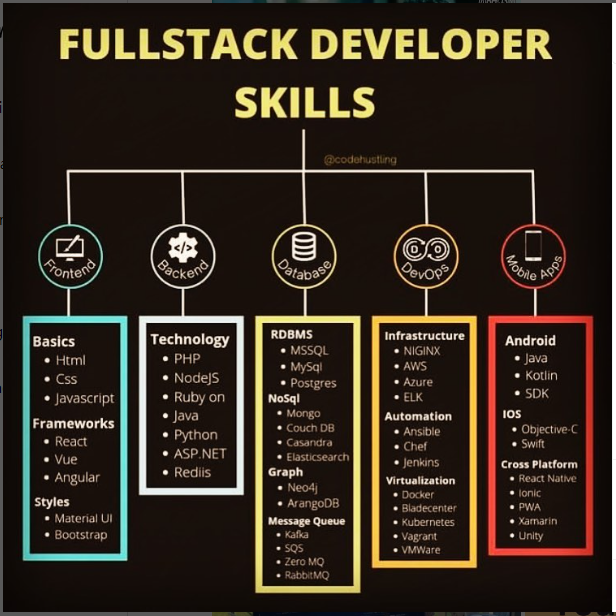 FULLSTACK DEVELOPER
SKILLS
@codehustling
Frontend
Backend
Database
DevOps
Mobile Apps
Basics
Html
Css
Javascript
Frameworks
React
Vue
Angular
Styles
Material UI
Bootstrap
Technology
PHP
NodeJS
Ruby on
Java
Python
ASP.NET
Rediis
RDBMS
MSSQL
MySql
Postgres
NoSql
Mongo
Couch DB
Casandra
Elasticsearch
Graph
Neo4j
ArangoDB
Message Queue
Kafka
SQS
Zero MQ
RabbitMQ
Infrastructure
NIGINX
AWS
Azure
ELK
Automation
Ansible
Chef
Jenkins
Virtualization
Docker
Bladecenter
Kubernetes
Vagrant
VMWare
Android
Java
Kotlin
SDK
IOS
Objective-C
Swift
Cross Platform
React Native
Ionic
PWA
Xamarin
Unity